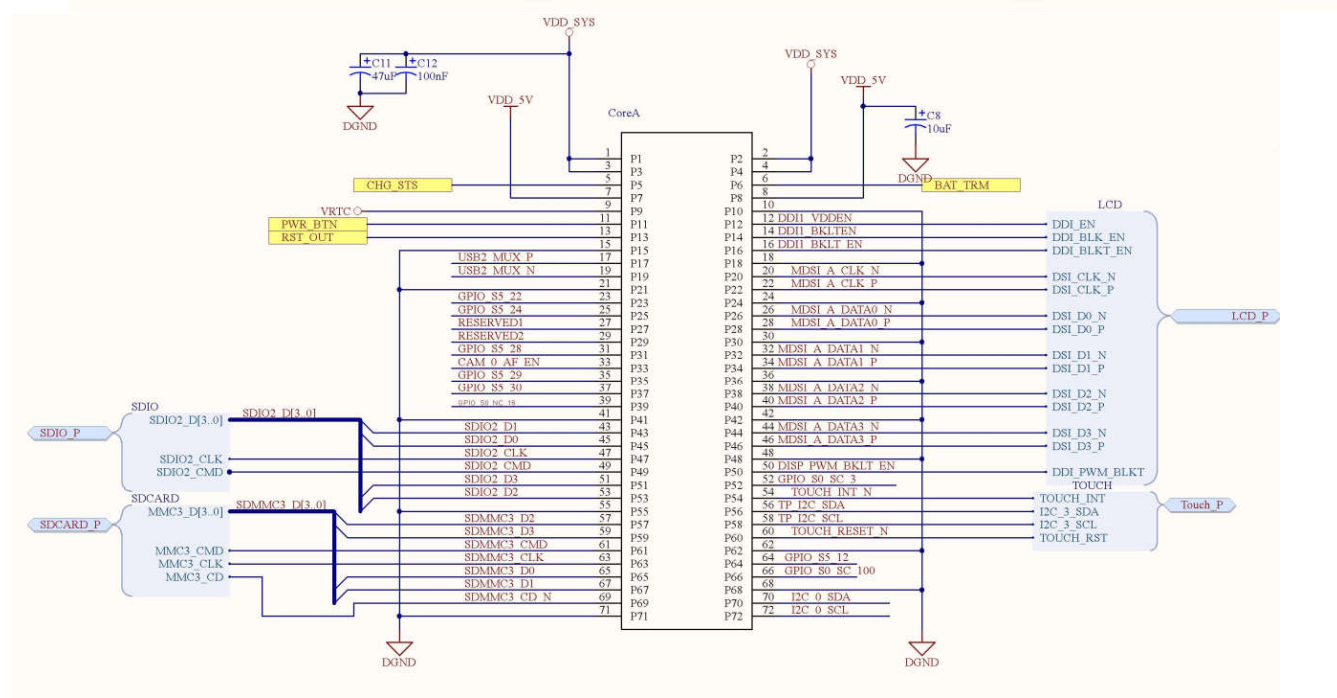 VDD_SYS
C11
47uF
C12
100nF
DGND
VDD_5V
CoreA
VDD_SYS
VDD_5V
C8
10uF
DGND
1 P1
3 P3
CHG_STS 5 P5
7 P7
VRTC 9 P9
PWR_BTN 11 P11
RST_OUT 13 P13
15 P15
USB2_MUX_P 17 P17
USB2_MUX_N 19 P19
21 P21
GPIO_S5_22 23 P23
GPIO_S5_24 25 P25
RESERVED1 27 P27
RESERVED2 29 P29
GPIO_S5_28 31 P31
CAM_0_AF_EN 33 P33
GPIO_S5_29 35 P35
GPIO_S5_30 37 P37
GPIO_S0_NC_16 39 P39
41 P41
SDIO2_D1 43 P43
SDIO2_D0 45 P45
SDIO2_CLK 47 P47
SDIO2_CMD 49 P49
SDIO2_D3 51 P51
SDIO2_D2 53 P53
55 P55
SDMMC3_D2 57 P57
SDMMC3_D3 59 P59
SDMMC3_CMD 61 P61
SDMMC3_CLK 63 P63
SDMMC3_D0 65 P65
SDMMC3_D1 67 P67
SDMMC3_CD_N 69 P69
71 P71
DGND
SDIO
SDIO2_D[3..0] SDIO2_D[3..0]
SDIO_P
SDIO2_CLK
SDIO2_CMD
SDCARD
MMC3_D[3..0] SDMMC3_D[3..0]
SDCARD_P
MMC3_CMD
MMC3_CLK
MMC3_CD
P2 2
P4 4
P6 6 BAT_TRM
P8 8
P10 10
P12 12 DDI1_VDDEN
P14 14 DDI1_BKLTEN
P16 16 DDI1_BKLT_EN
P18 18
P20 20 MDSI_A_CLK_N
P22 22 MDSI_A_CLK_P
P24 24
P26 26 MDSI_A_DATA0_N
P28 28 MDSI_A_DATA0_P
P30 30
P32 32 MDSI_A_DATA1_N
P34 34 MDSI_A_DATA1_P
P36 36
P38 38 MDSI_A_DATA2_N
P40 40 MDSI_A_DATA2_P
P42 42
P44 44 MDSI_A_DATA3_N
P46 46 MDSI_A_DATA3_P
P48 48
P50 50 DISP_PWM_BKLT_EN
P52 52 GPIO_S0_SC_3
P54 54 TOUCH_INT_N
P56 56 TP_I2C_SDA
P58 58 TP_I2C_SCL
P60 60 TOUCH_RESET_N
P62 62
P64 64 GPIO_S5_12
P66 66 GPIO_S0_SC_100
P68 68
P70 70 I2C_0_SDA
P72 72 I2C_0_SCL
DGND
LCD
DDI_EN
DDI_BLK_EN
DDI_BLKT_EN
DSI_CLK_N
DSI_CLK_P
DSI_D0_N
DSI_D0_P
LCD_P
DSI_D1_N
DSI_D1_P
DSI_D2_N
DSI_D2_P
DSI_D3_N
DSI_D3_P
DDI_PWM_BLKT
TOUCH
TOUCH_INT
I2C_3_SDA
Touch_P
I2C_3_SCL
TOUCH_RST